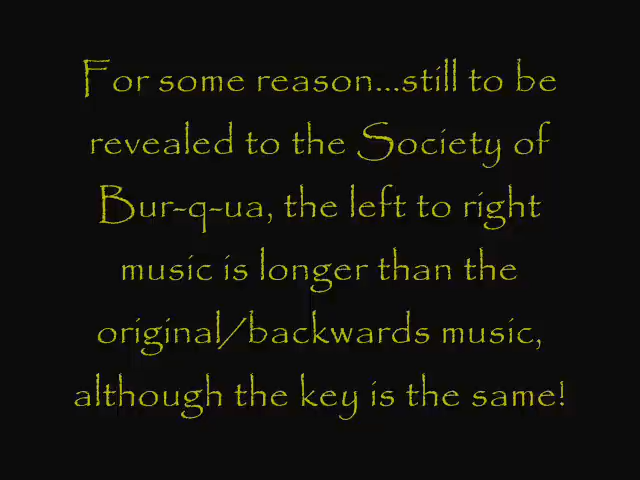 For some reason...still to be
revealed to the Society of
Bur-q-ua, the left to right
music is longer than the
original/backwards music,
although the key is the same!